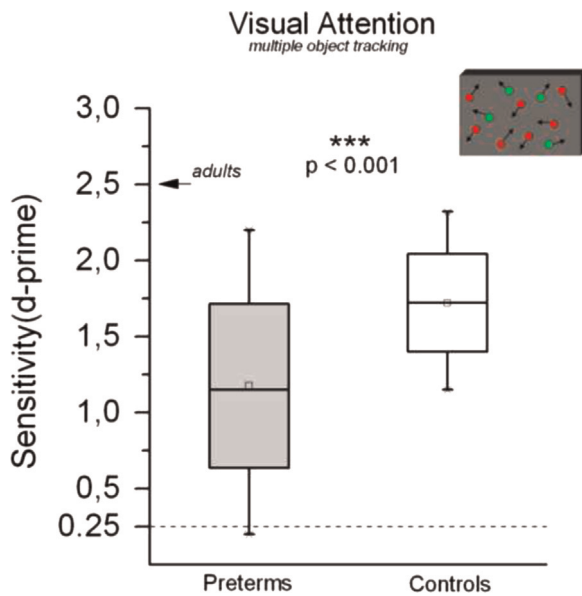 Visual Attention
multiple object tracking
3,0
***
p < 0.001
adults
2,5
2,0
1,5
1,0
0,5
0.25
Sensitivity(d-prime)
Preterms Controls